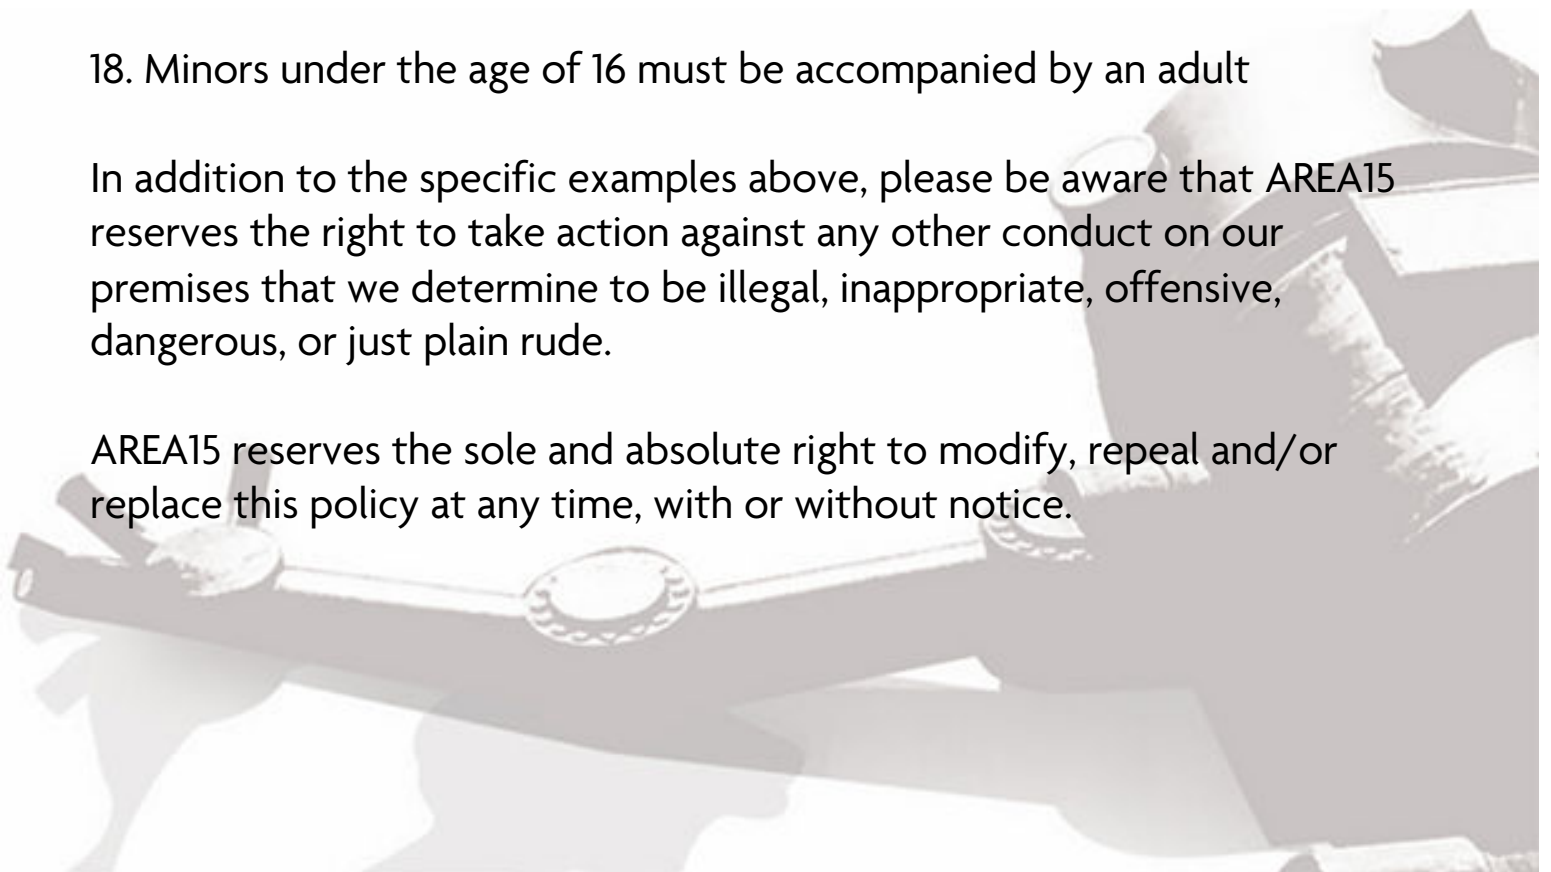 18. Minors under the age of 16 must be accompanied by an adult
In addition to the specific examples above, please be aware that AREA15
reserves the right to take action against any other conduct on our
premises that we determine to be illegal, inappropriate, offensive,
dangerous, or just plain rude.
AREA15 reserves the sole and absolute right to modify, repeal and/or
replace this policy at any time, with or without notice.